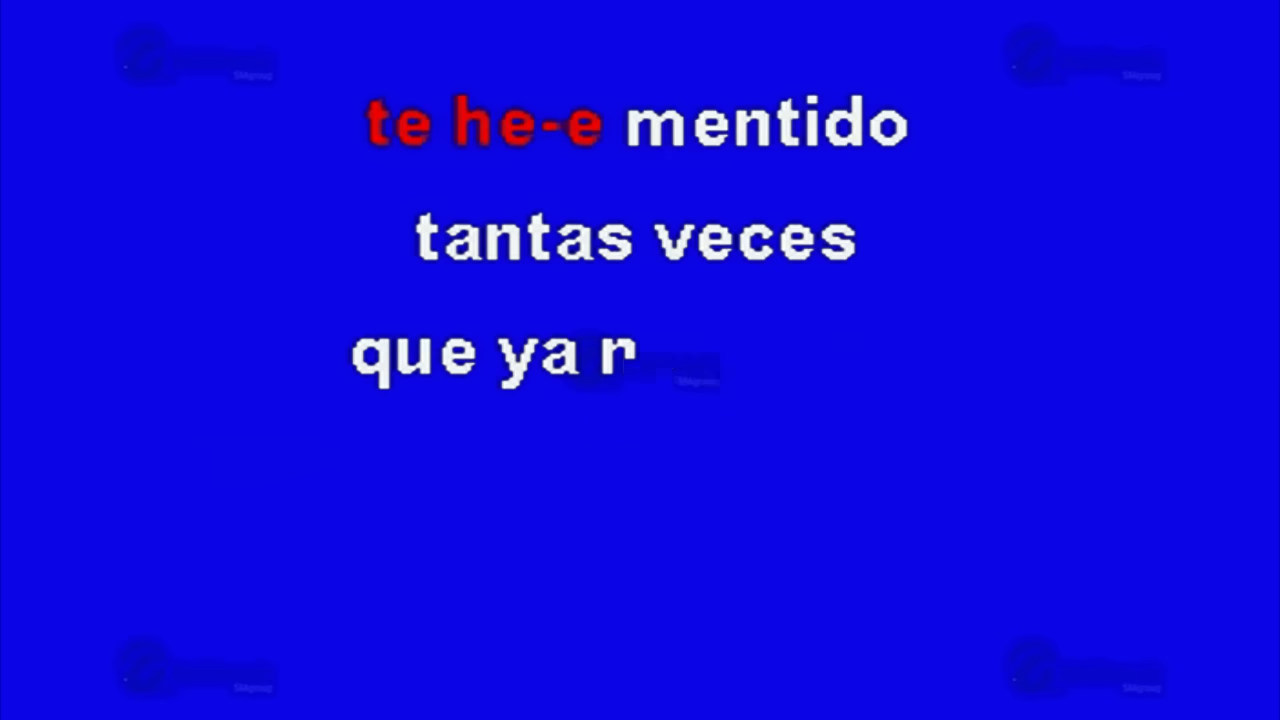 te he-e mentido
tantas veces
que ya